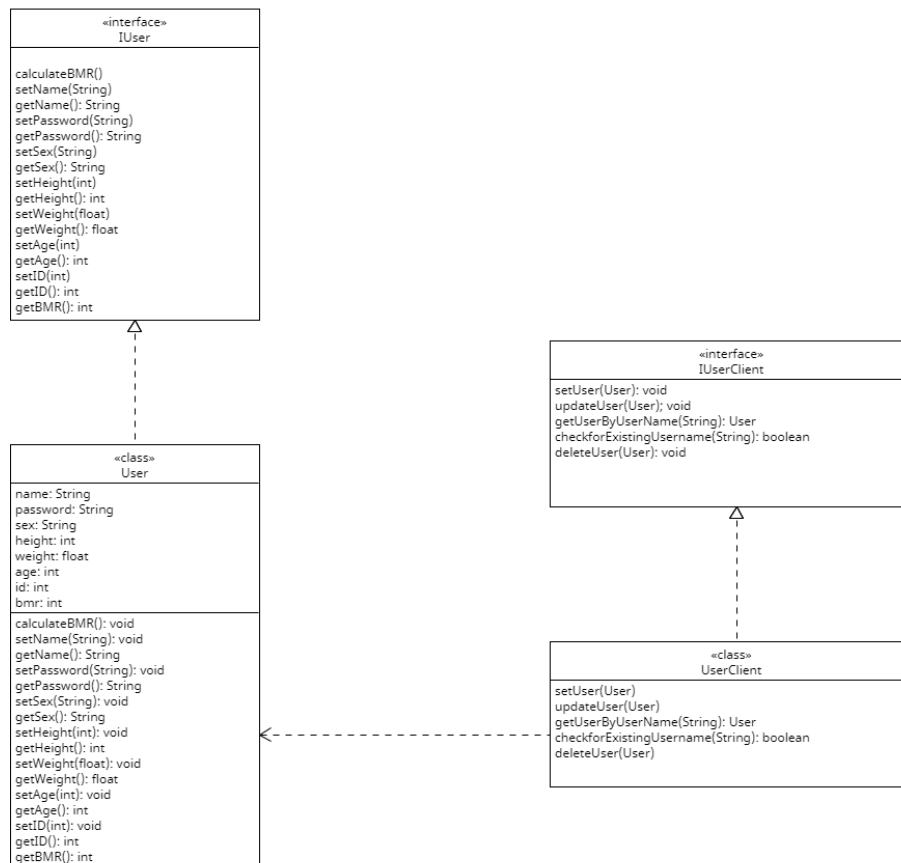 «interface»
IUser
calculateBMR()
setName(String)
getName(): String
setPassword(String)
getPassword(): String
setSex(String)
getSex(): String
setHeight(int)
getHeight(): int
setWeight(float)
getWeight(): float
setAge(int)
getAge(): int
setID(int)
getID(): int
getBMR(): int
«interface»
IUserClient
setUser(User): void
updateUser(User); void
getUserByUserName(String): User
checkforExistingUsername(String): boolean
deleteUser(User): void
«class»
User
name: String
password: String
sex: String
height: int
weight: float
age: int
id: int
bmr: int
calculateBMR(): void
setName(String): void
getName(): String
setPassword(String): void
getPassword(): String
setSex(String): void
getSex(): String
setHeight(int): void
getHeight(): int
setWeight(float): void
getWeight(): float
setAge(int): void
getAge(): int
setID(int): void
getID(): int
getBMR(): int
«class»
UserClient
setUser(User)
updateUser(User)
getUserByUserName(String): User
checkforExistingUsername(String): boolean
deleteUser(User)